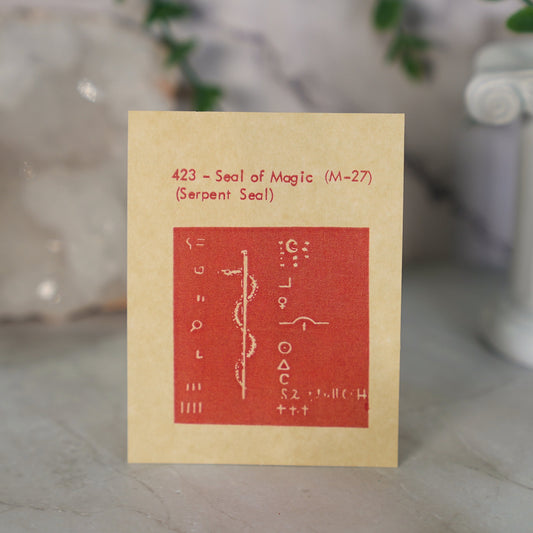 423 - Seal of Magic (M-27)
(Serpent Seal)